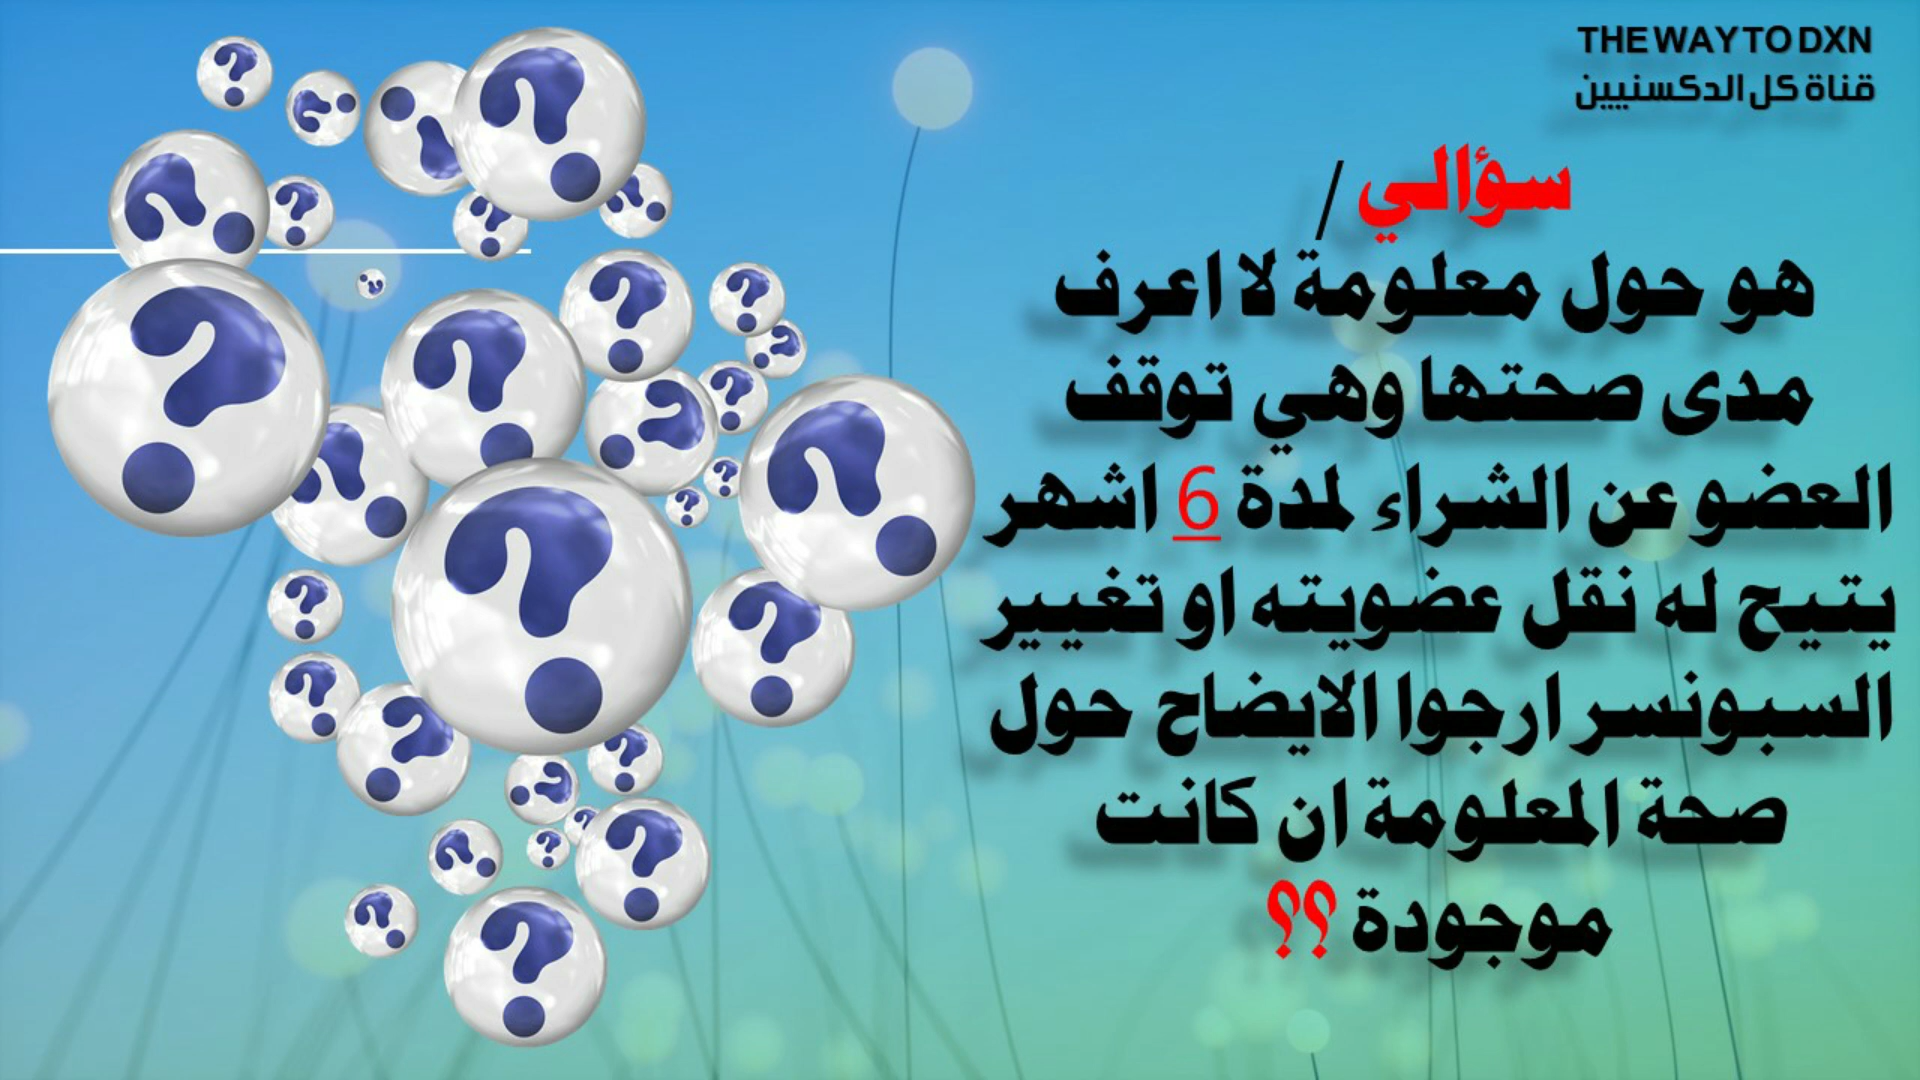 THE WAY TO DXN
قناة كل الدكسنيين
سؤالي /
هو حول معلومة لا اعرف
مدى صحتها وهي توقف
العضو عن الشراء لمدة 6 اشهر
يتيح له نقل عضويته او تغيير
السبونسر ارجوا الايضاح حول
صحة المعلومة ان كانت
موجودة ؟؟